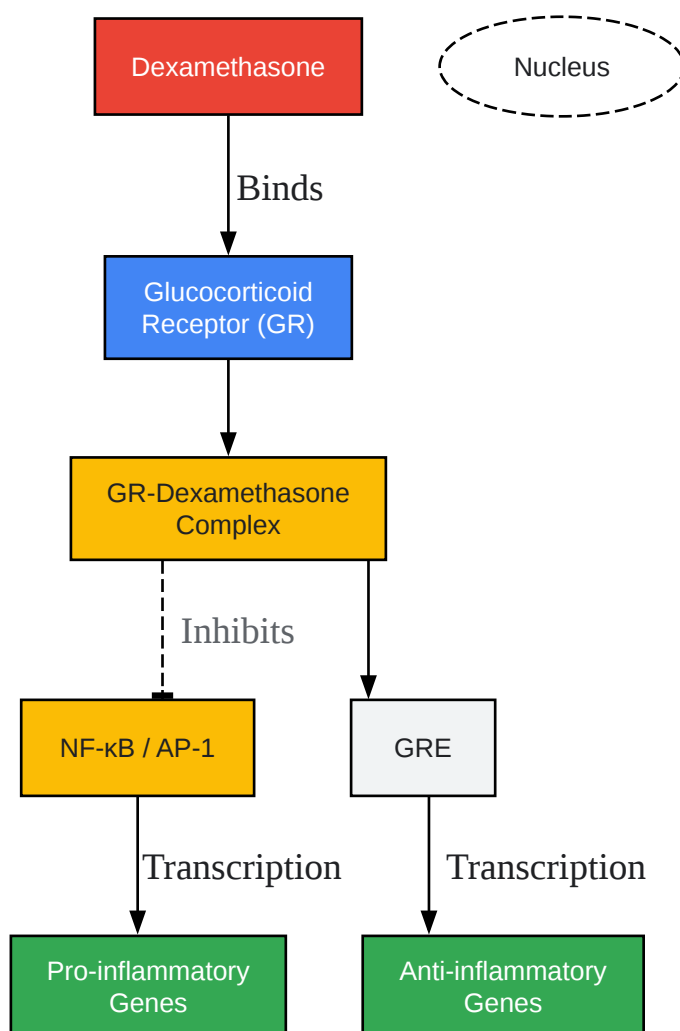 Dexamethasone
Nucleus
Binds
Glucocorticoid
Receptor (GR)
GR-Dexamethasone
Complex
Inhibits
NF-κB / AP-1
GRE
Transcription
Transcription
Pro-inflammatory
Genes
Anti-inflammatory
Genes